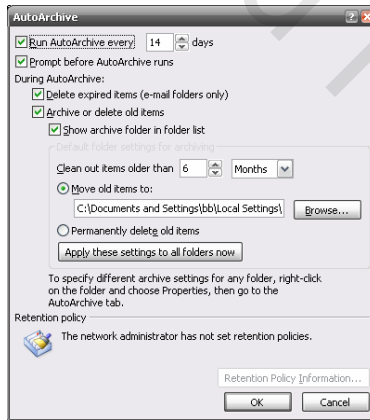 AutoArchive
Run AutoArchive every 14 days
Prompt before AutoArchive runs
During AutoArchive:
Delete expired items (e-mail folders only)
Archive or delete old items
Show archive folder in folder list
Default folder settings for archiving
Clean out items older than 6 Months
Move old items to:
C:\Documents and Settings\bb\Local Settings\ Browse...
Permanently delete old items
Apply these settings to all folders now
To specify different archive settings for any folder, right-click
on the folder and choose Properties, then go to the
AutoArchive tab.
Retention policy
The network administrator has not set retention policies.
Retention Policy Information...
OK Cancel